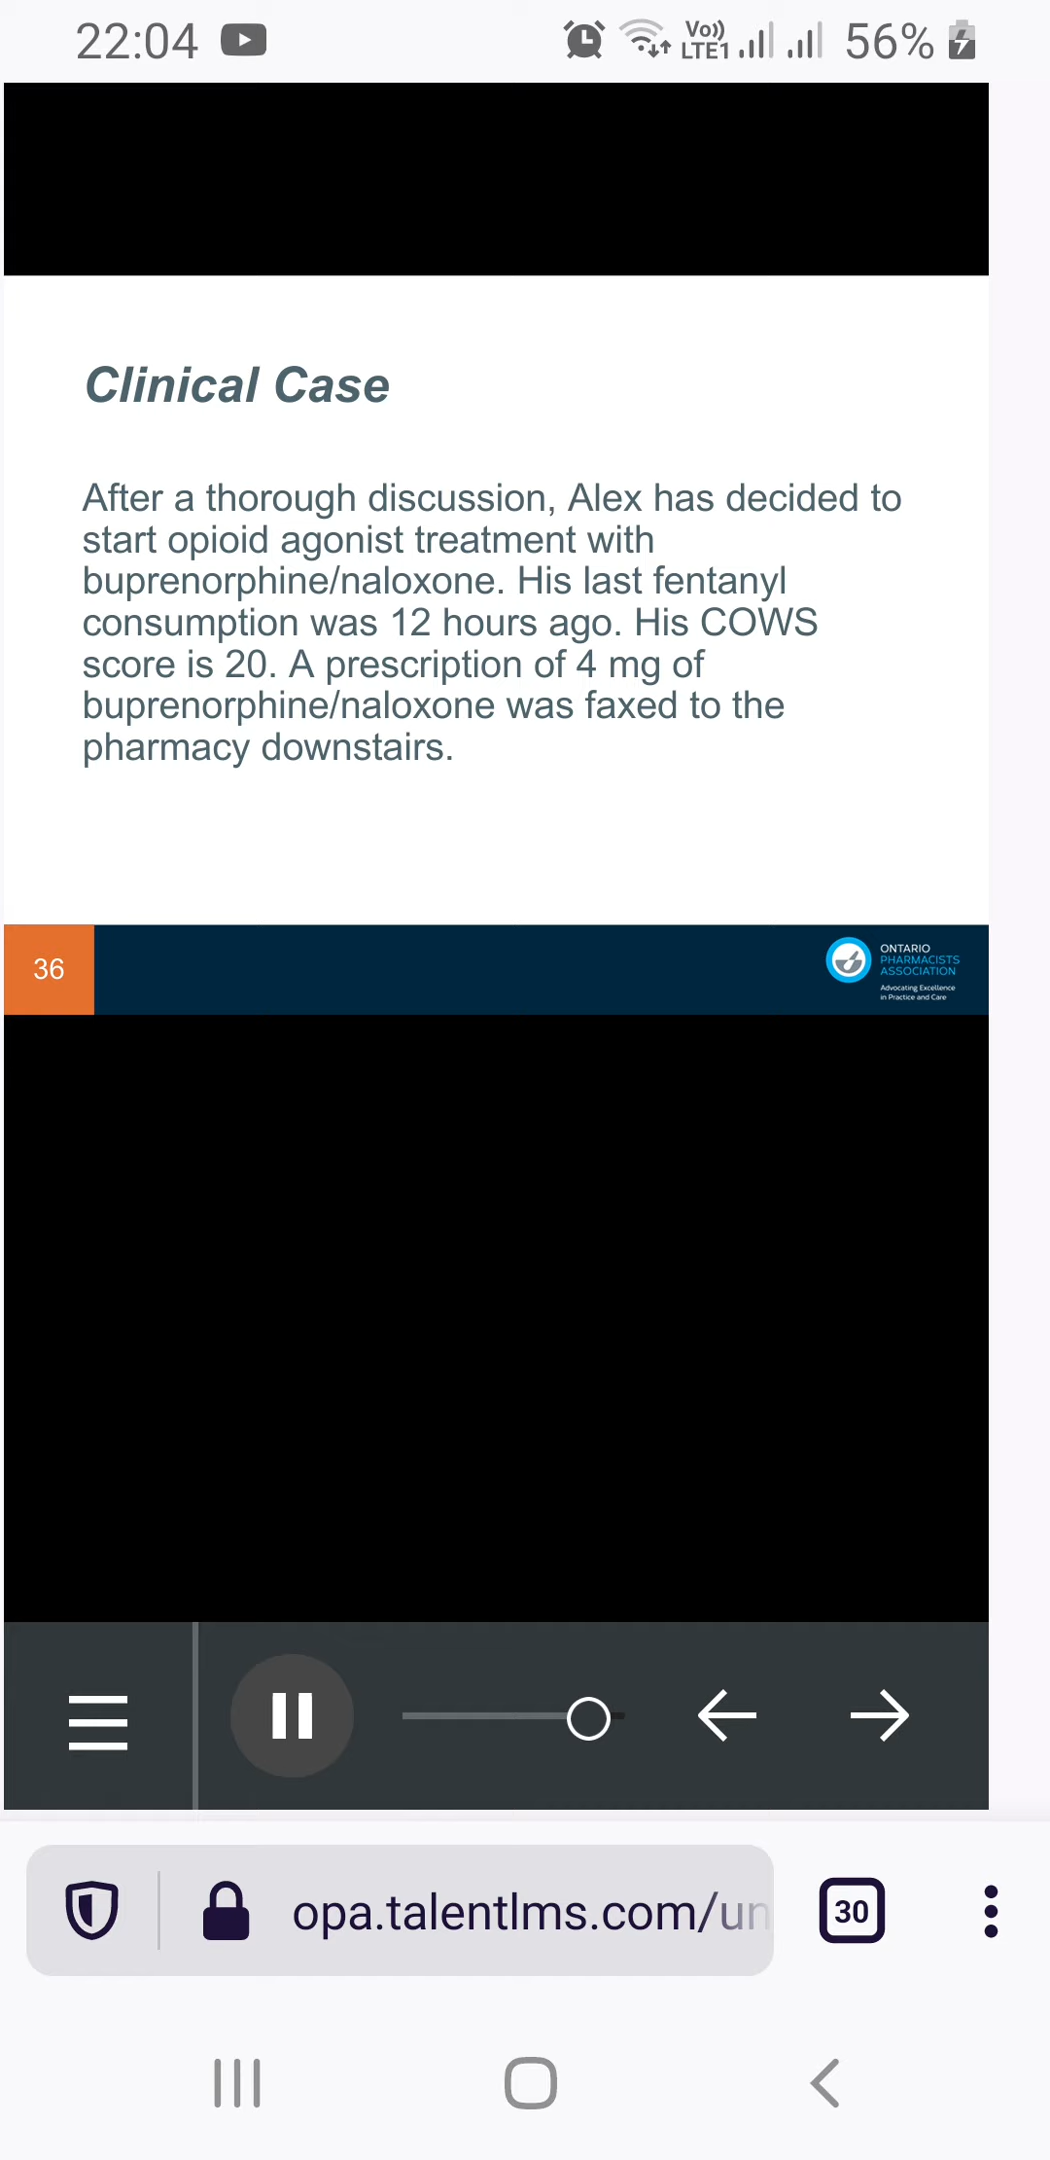 22:04
Vo)) LTE1 56%
Clinical Case
After a thorough discussion, Alex has decided to
start opioid agonist treatment with
buprenorphine/naloxone. His last fentanyl
consumption was 12 hours ago. His COWS
score is 20. A prescription of 4 mg of
buprenorphine/naloxone was faxed to the
pharmacy downstairs.
36
ONTARIO
PHARMACISTS
ASSOCIATION
Advocating Excellence
in Practice and Care
opa.talentlms.com/un
30